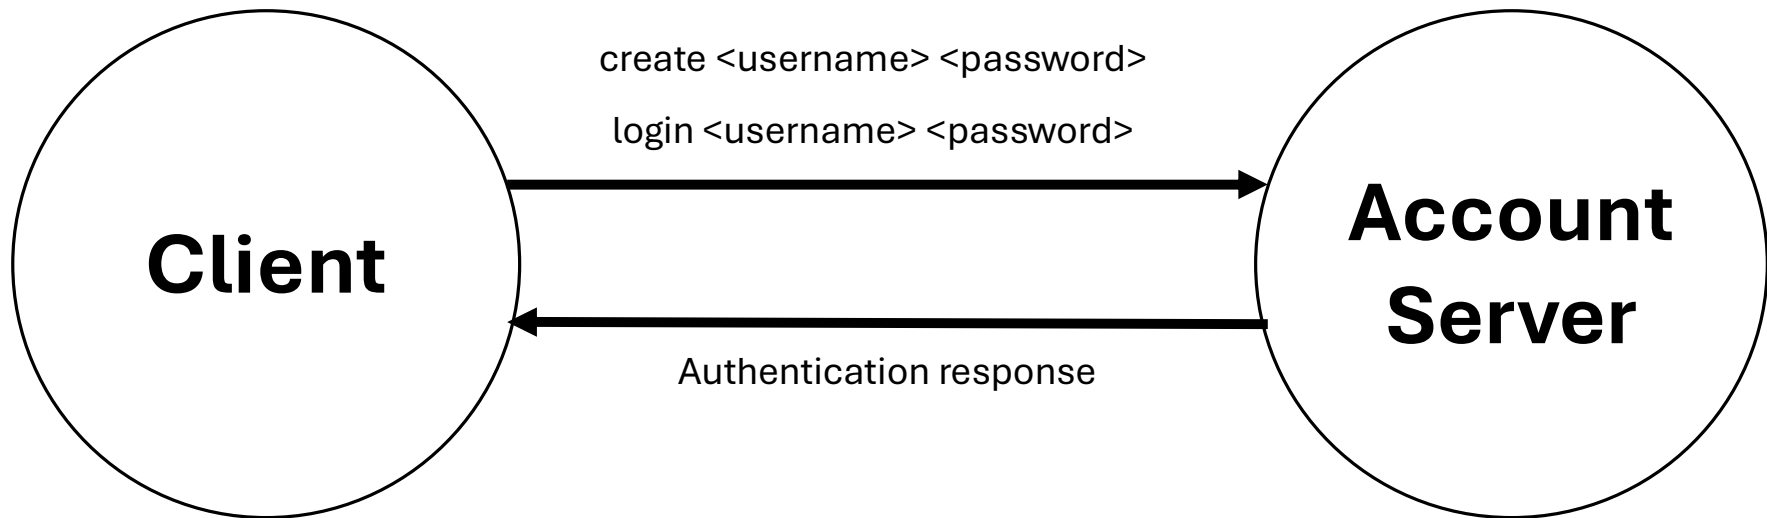 create <username> <password>
login <username> <password>
Client
Account
Server
Authentication response